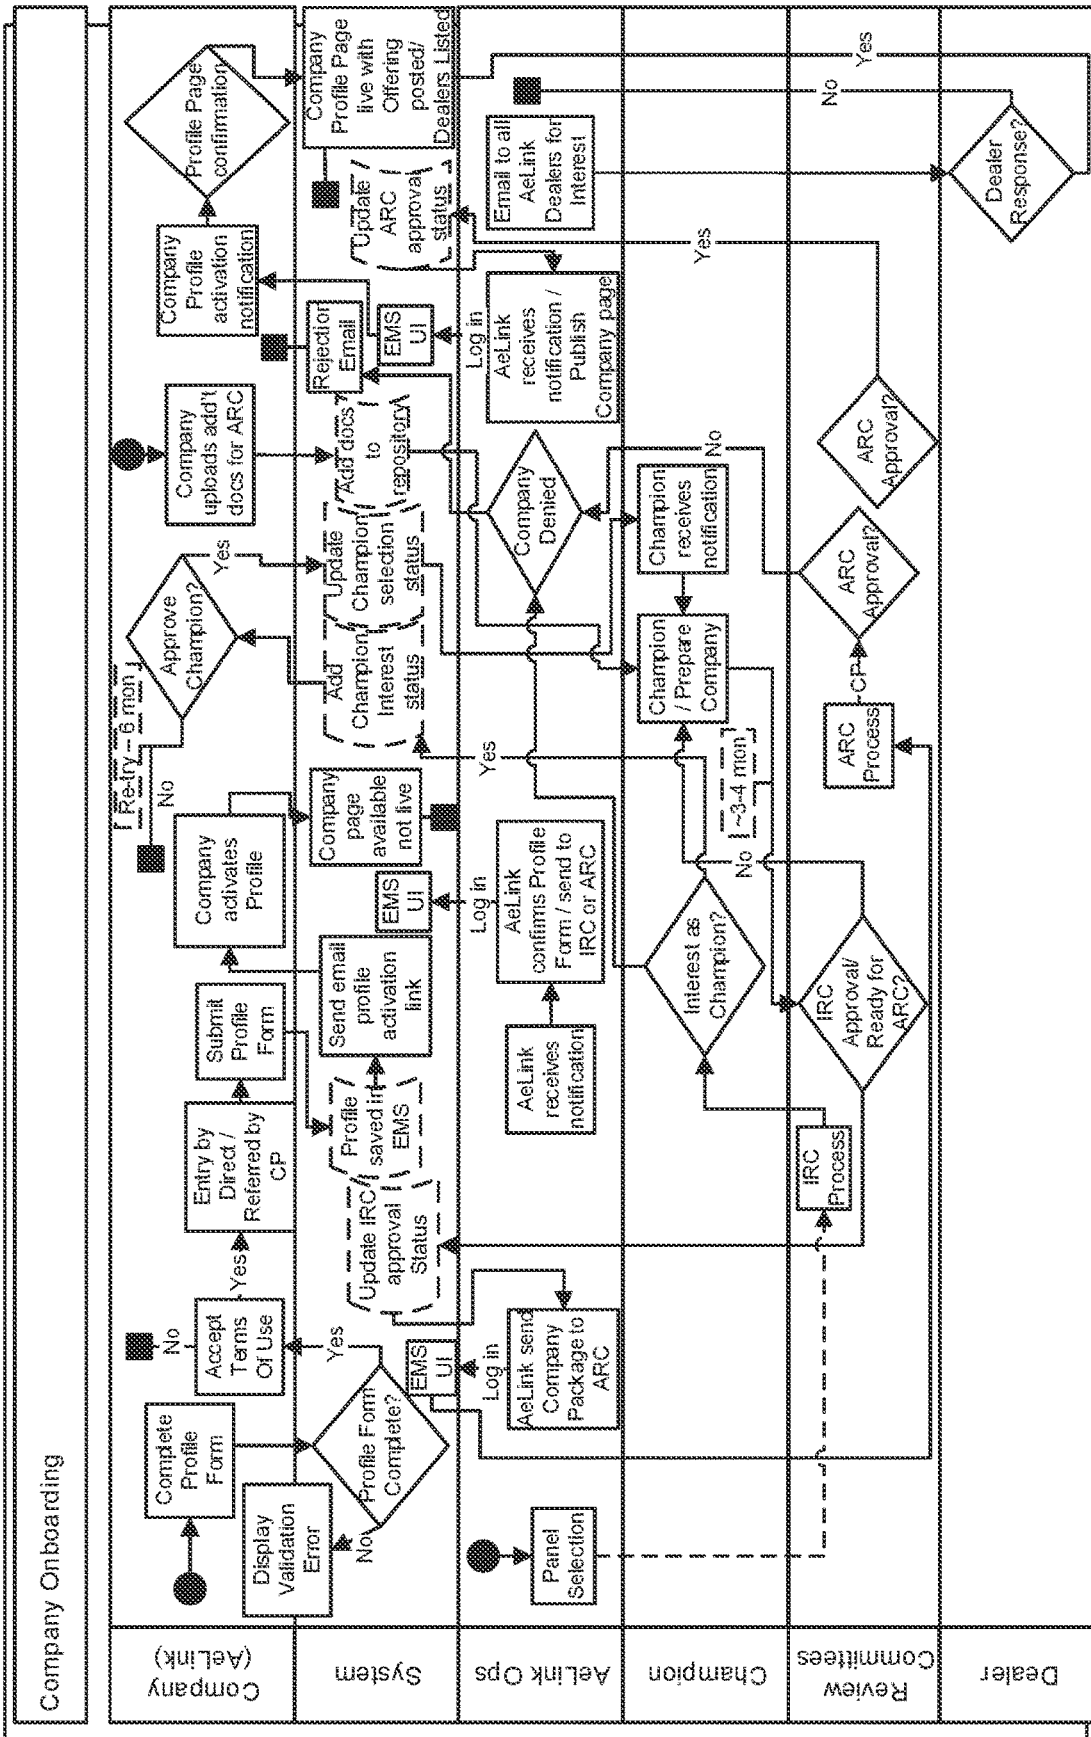 Company Onboarding
Company
(AeLink)
Complete
Profile
Form
Accept
Terms
Of Use
No
Yes
Yes
Entry by
Direct /
Referred by
CP
Submit
Profile
Form
Company
activates
Profile
No
Re-try – 6 mon
Approve
Champion?
Yes
Company
uploads add't
docs for ARC
Company
Profile
activation
notification
Profile Page
confirmation
System
Display
Validation
Error
No
Profile Form
Complete?
EMS
UI
Update IRC
approval
Status
Profile
saved in
EMS
Send email
profile
activation
link
EMS
UI
Company
page
available
not live
Add
Champion
Interest
status
Update
Champion
selection
status
Add docs
to
repository
Rejection
Email
EMS
UI
Update
ARC
approval
status
Company
Profile Page
live with
Offering
posted/
Dealers Listed
AeLink Ops
Panel
Selection
Log in
AeLink send
Company
Package to
ARC
AeLink
receives
notification
Log in
AeLink
confirms Profile
Form / send to
IRC or ARC
Yes
Company
Denied
Log in
AeLink
receives
notification /
Publish
Company page
Email to all
AeLink
Dealers for
Interest
Champion
Interest as
Champion?
No
~3-4 mon
Champion
/ Prepare
Company
Champion
receives
notification
No
Yes
Review
Committees
IRC
Process
IRC
Approval/
Ready for
ARC?
ARC
Process
CP
ARC
Approval?
ARC
Approval?
No
Yes
Dealer
Dealer
Response?